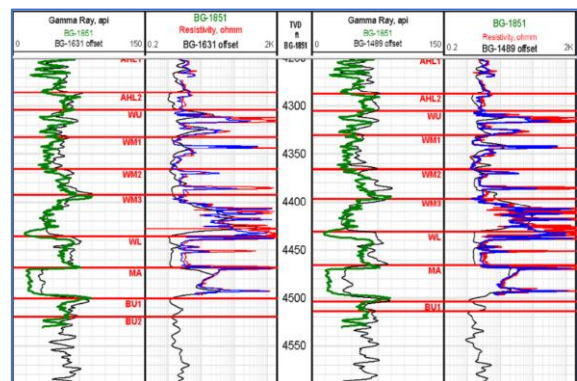 Gamma Ray, api
BG-1851
0 BG-1631 offset 150
BG-1851
Resistivity, ohmm
0.2 BG-1631 offset 2K
TVD
ft
BG-1851
Gamma Ray, api
BG-1851
0 BG-1489 offset 150
BG-1851
Resistivity, ohmm
0.2 BG-1489 offset 2K
AHL1
AHL2
WU
WM1
WM2
WM3
WL
MA
BU1
BU2
4300
4350
4400
4450
4500
4550
AHL1
AHL2
WU
WM1
WM2
WM3
WL
MA
BU1